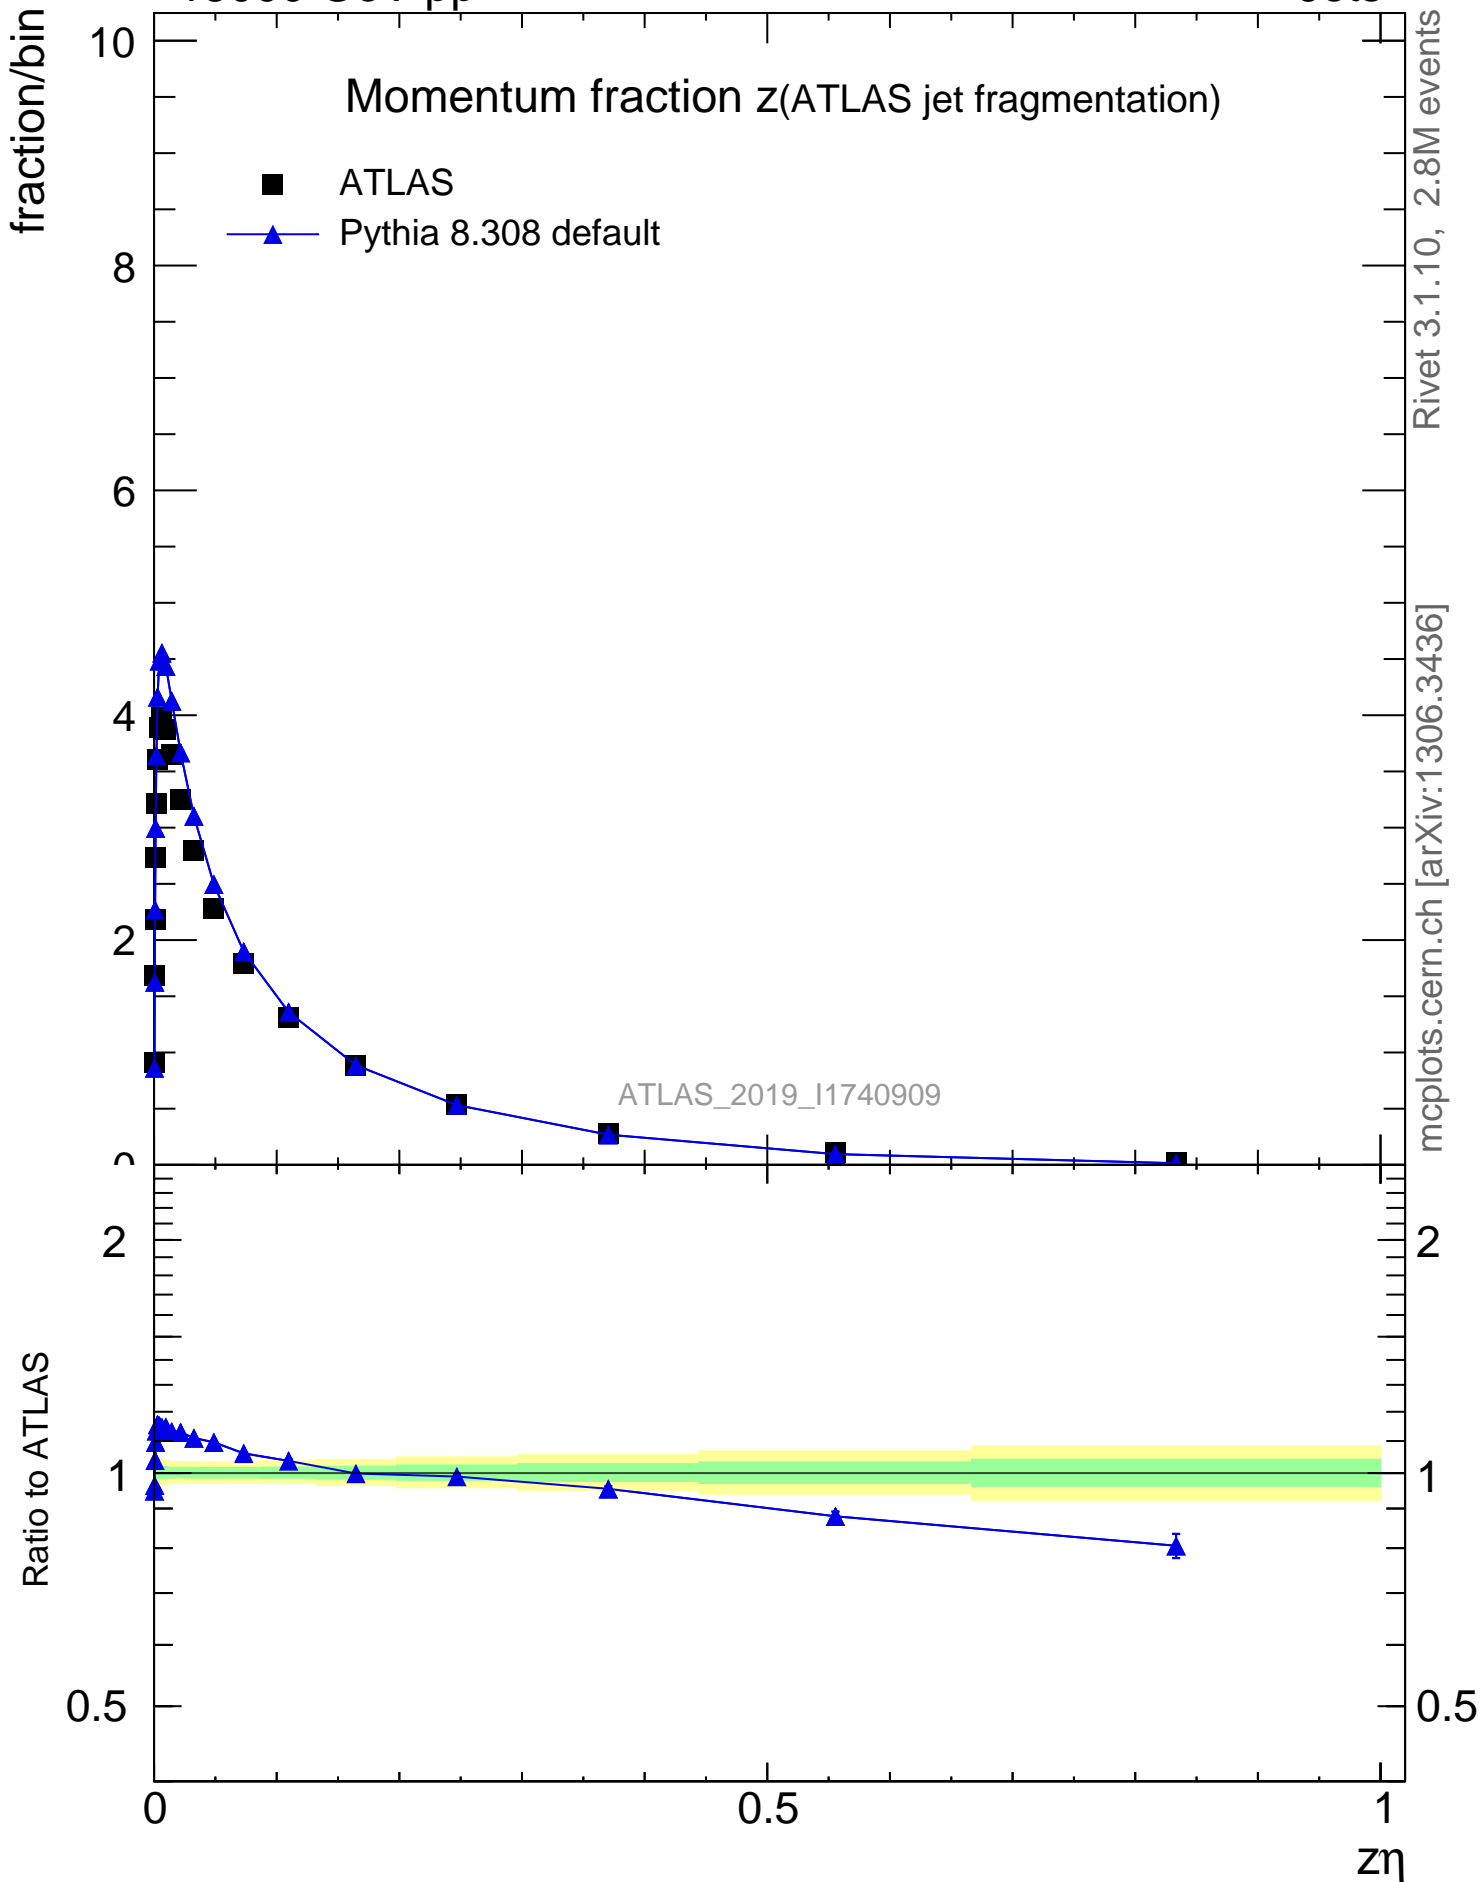 fraction/bin
Momentum fraction z(ATLAS jet fragmentation)
ATLAS
Pythia 8.308 default
10
8
6
4
2
0
ATLAS_2019_I1740909
Rivet 3.1.10, 2.8M events
mcplots.cern.ch [arXiv:1306.3436]
Ratio to ATLAS
2
1
0.5
2
1
0.5
0
0.5
1
zη